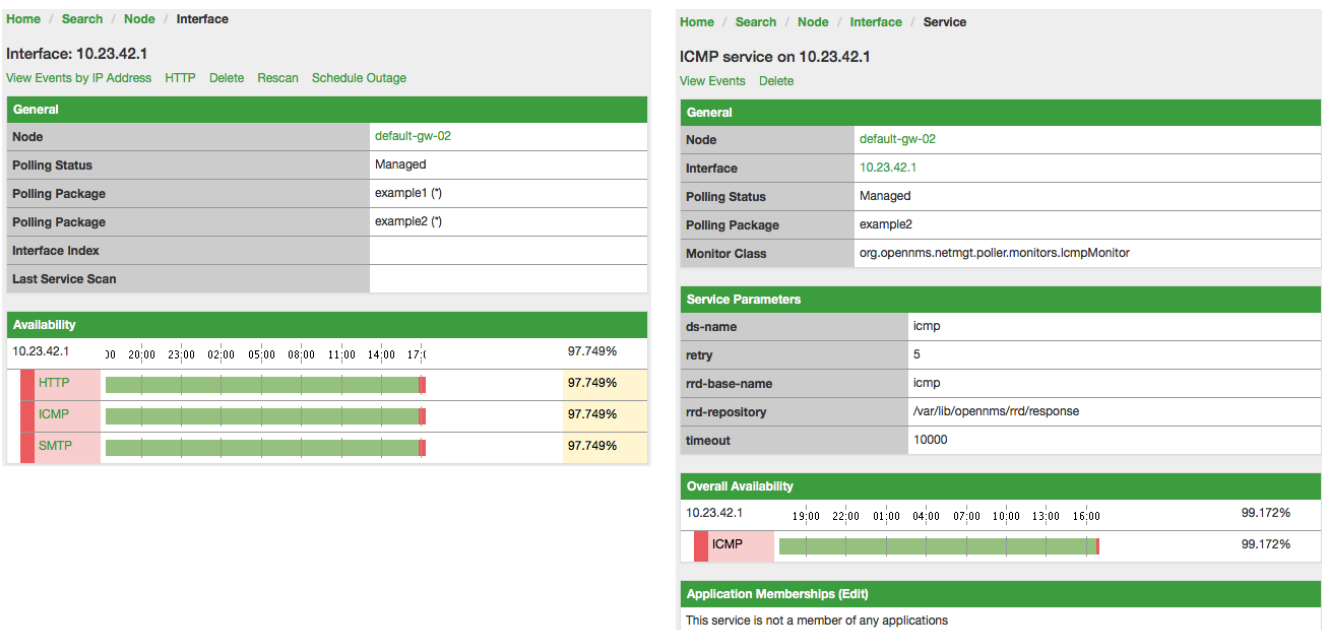 Home / Search / Node / Interface
Interface: 10.23.42.1
View Events by IP Address HTTP Delete Rescan Schedule Outage
General
Node default-gw-02
Polling Status Managed
Polling Package example1 (*)
Polling Package example2 (*)
Interface Index
Last Service Scan
Availability
10.23.42.1 20:00 23:00 02:00 05:00 08:00 11:00 14:00 97.749%
HTTP 97.749%
ICMP 97.749%
SMTP 97.749%
Home / Search / Node / Interface / Service
ICMP service on 10.23.42.1
View Events Delete
General
Node default-gw-02
Interface 10.23.42.1
Polling Status Managed
Polling Package example2
Monitor Class org.opennms.netmgt.poller.monitors.IcmpMonitor
Service Parameters
ds-name icmp
retry 5
rrd-base-name icmp
rrd-repository /var/lib/opennms/rrd/response
timeout 10000
Overall Availability
10.23.42.1 19:00 22:00 01:00 04:00 07:00 10:00 13:00 16:00 99.172%
ICMP 99.172%
Application Memberships (Edit)
This service is not a member of any applications